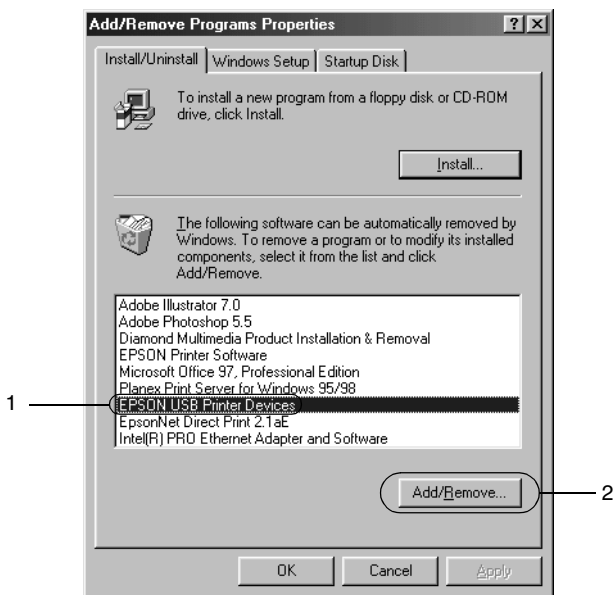 Add/Remove Programs Properties
Install/Uninstall Windows Setup Startup Disk
To install a new program from a floppy disk or CD-ROM
drive, click Install.
Install...
The following software can be automatically removed by
Windows. To remove a program or to modify its installed
components, select it from the list and click
Add/Remove.
Adobe Illustrator 7.0
Adobe Photoshop 5.5
Diamond Multimedia Product Installation & Removal
EPSON Printer Software
Microsoft Office 97, Professional Edition
Planex Print Server for Windows 95/98
1
EPSON USB Printer Devices
EpsonNet Direct Print 2.1aE
Intel(R) PRO Ethernet Adapter and Software
Add/Remove...
2
OK Cancel Apply